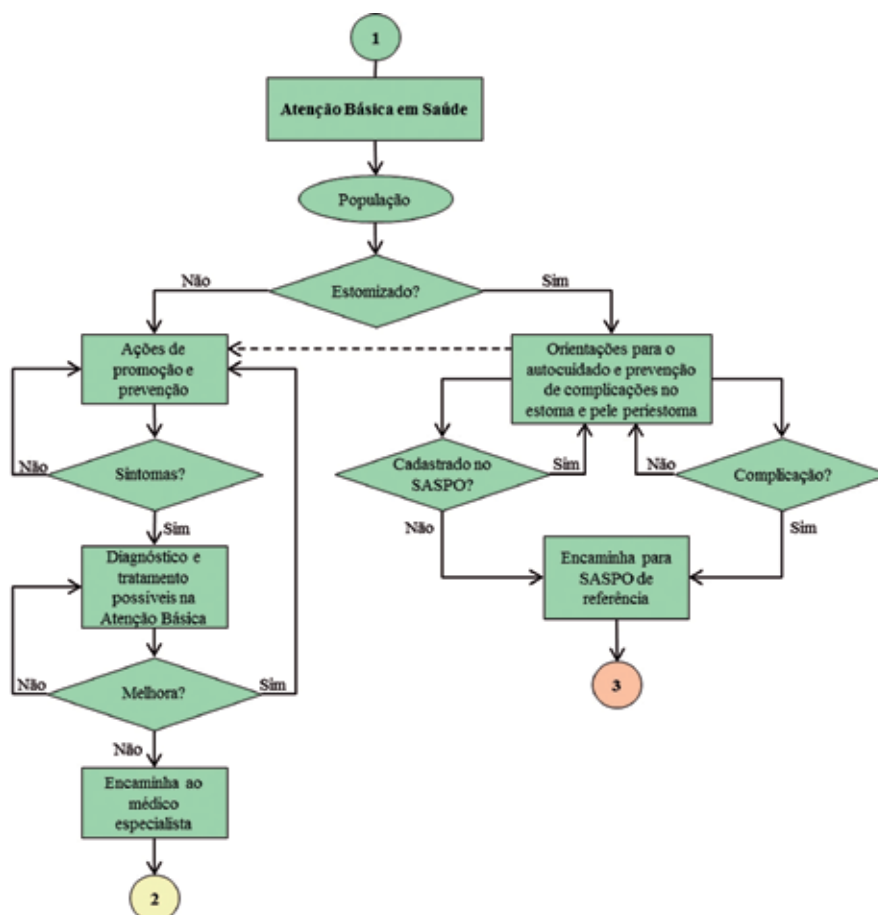 1
Atenção Básica em Saúde
População
Estomizado?
Não
Sim
Ações de
promoção e
prevenção
Orientações para o
autocuidado e prevenção
de complicações no
estoma e pele periestoma
Não
Sintomas?
Sim
Cadastrado no
SASPO?
Sim
Não
Não
Complicação?
Sim
Diagnóstico e
tratamento
possíveis na
Atenção Básica
Encaminha para
SASPO de
referência
Não
Melhora?
Sim
3
Não
Encaminha ao
médico
especialista
2